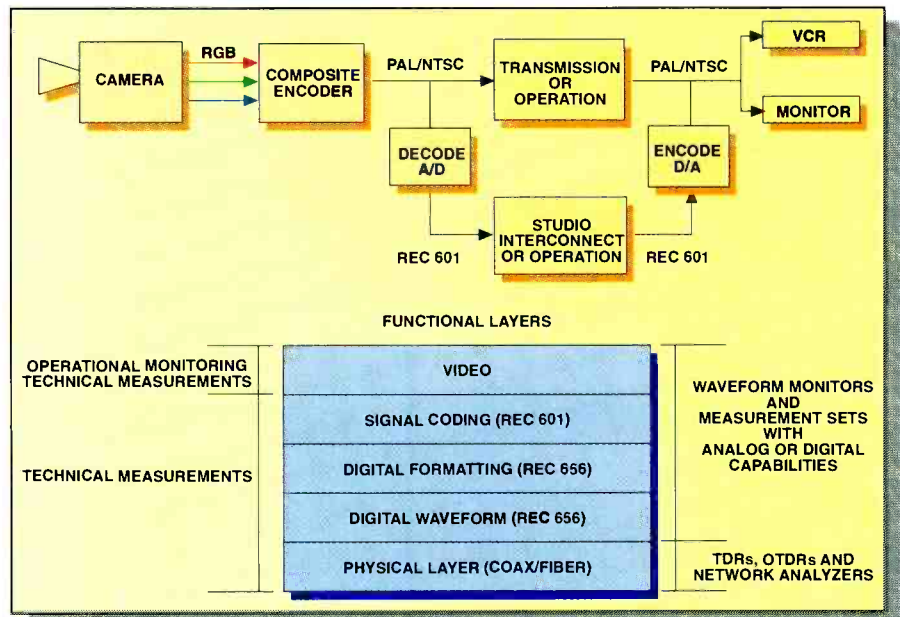 CAMERA
RGB
COMPOSITE
ENCODER
PAL/NTSC
TRANSMISSION
OR
OPERATION
PAL/NTSC
VCR
MONITOR
DECODE
A/D
ENCODE
D/A
REC 601
STUDIO
INTERCONNECT
OR OPERATION
REC 601
FUNCTIONAL LAYERS
OPERATIONAL MONITORING
TECHNICAL MEASUREMENTS
TECHNICAL MEASUREMENTS
VIDEO
SIGNAL CODING (REC 601)
DIGITAL FORMATTING (REC 656)
DIGITAL WAVEFORM (REC 656)
PHYSICAL LAYER (COAX/FIBER)
WAVEFORM MONITORS
AND
MEASUREMENT SETS
WITH
ANALOG OR DIGITAL
CAPABILITIES
TDRs, OTDRs AND
NETWORK ANALYZERS